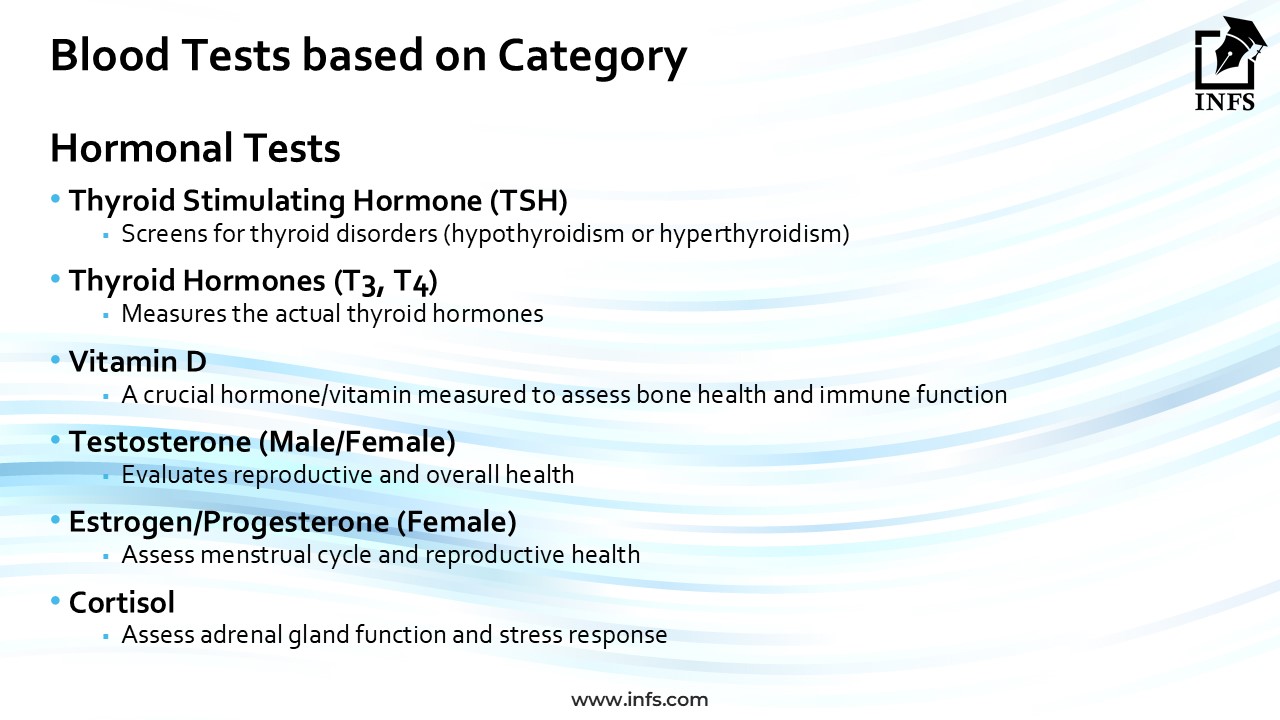 Blood Tests based on Category
INFS
Hormonal Tests
• Thyroid Stimulating Hormone (TSH)
▪ Screens for thyroid disorders (hypothyroidism or hyperthyroidism)
• Thyroid Hormones (T3, T4)
▪ Measures the actual thyroid hormones
• Vitamin D
▪ A crucial hormone/vitamin measured to assess bone health and immune function
• Testosterone (Male/Female)
▪ Evaluates reproductive and overall health
• Estrogen/Progesterone (Female)
▪ Assess menstrual cycle and reproductive health
• Cortisol
▪ Assess adrenal gland function and stress response
www.infs.com